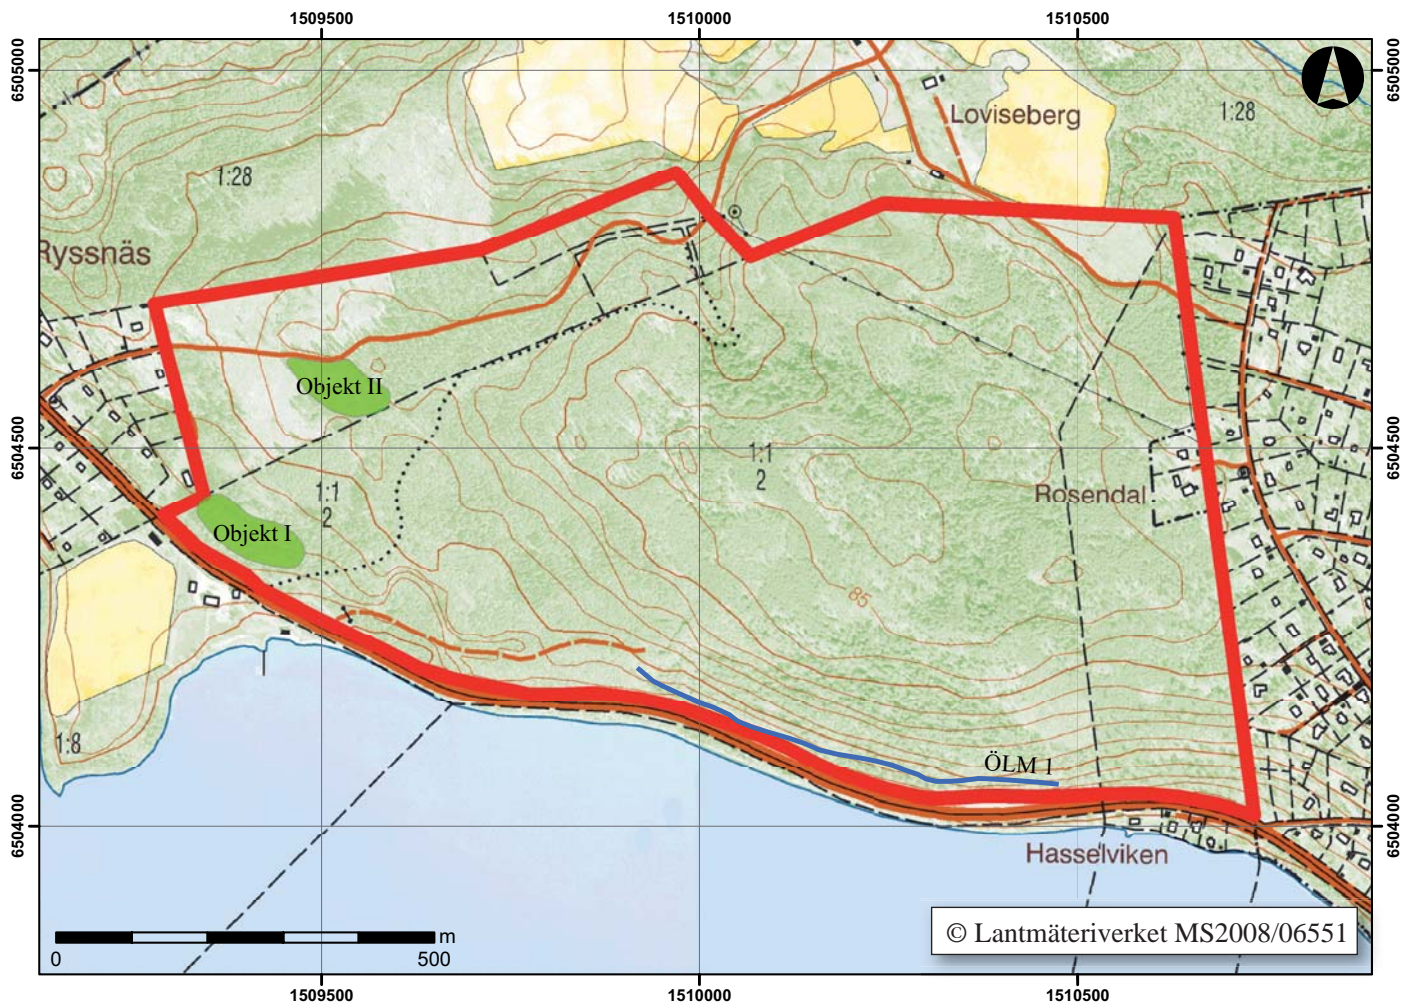 1509500 1510000 1510500
6505000 6505000
Loviseberg
1:28
1:28
Ryssnäs
Objekt II
6504500 6504500
1:1
2
1:1
2
Rosendal
Objekt I
85
1:8
ÖLM 1
6504000 6504000
Hasselviken
© Lantmäteriverket MS2008/06551
m
0 500
1509500 1510000 1510500